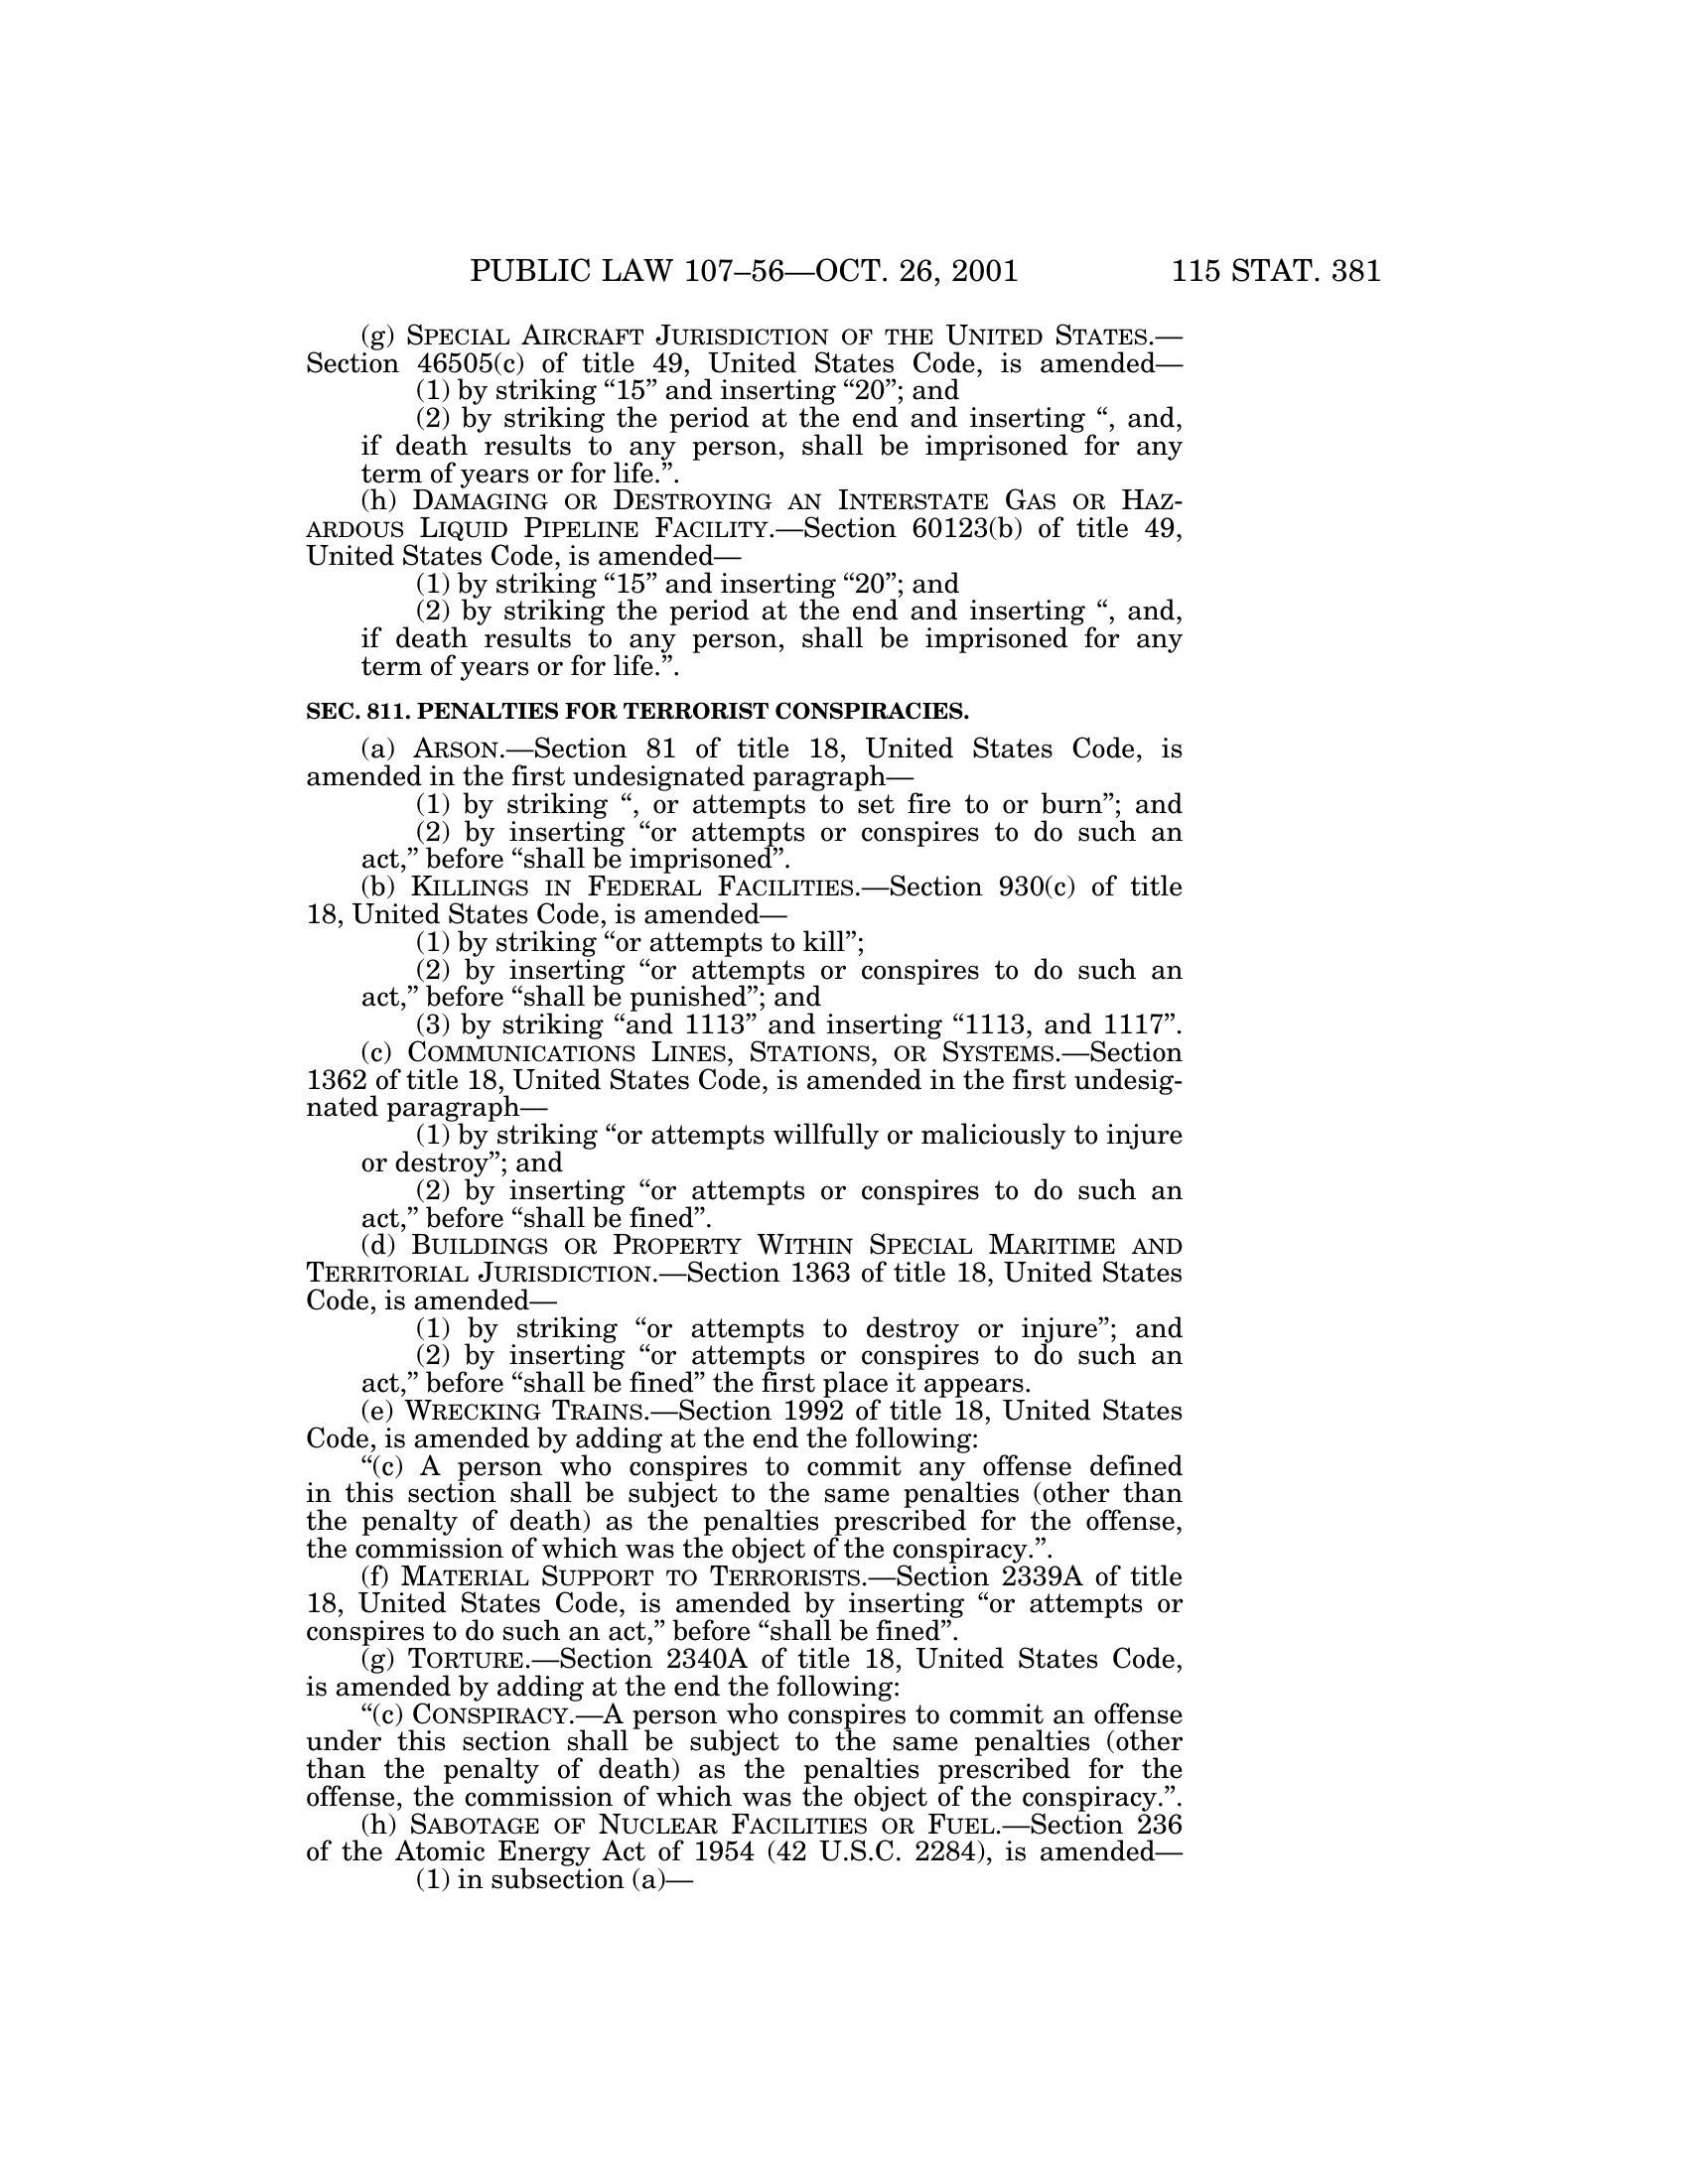 PUBLIC LAW 107–56—OCT. 26, 2001 115 STAT. 381
(g) SPECIAL AIRCRAFT JURISDICTION OF THE UNITED STATES.—
Section 46505(c) of title 49, United States Code, is amended—
(1) by striking “15” and inserting “20”; and
(2) by striking the period at the end and inserting “, and,
if death results to any person, shall be imprisoned for any
term of years or for life.”.
(h) DAMAGING OR DESTROYING AN INTERSTATE GAS OR HAZ-
ARDOUS LIQUID PIPELINE FACILITY.—Section 60123(b) of title 49,
United States Code, is amended—
(1) by striking “15” and inserting “20”; and
(2) by striking the period at the end and inserting “, and,
if death results to any person, shall be imprisoned for any
term of years or for life.”.
SEC. 811. PENALTIES FOR TERRORIST CONSPIRACIES.
(a) ARSON.—Section 81 of title 18, United States Code, is
amended in the first undesignated paragraph—
(1) by striking “, or attempts to set fire to or burn”; and
(2) by inserting “or attempts or conspires to do such an
act,” before “shall be imprisoned”.
(b) KILLINGS IN FEDERAL FACILITIES.—Section 930(c) of title
18, United States Code, is amended—
(1) by striking “or attempts to kill”;
(2) by inserting “or attempts or conspires to do such an
act,” before “shall be punished”; and
(3) by striking “and 1113” and inserting “1113, and 1117”.
(c) COMMUNICATIONS LINES, STATIONS, OR SYSTEMS.—Section
1362 of title 18, United States Code, is amended in the first undesig-
nated paragraph—
(1) by striking “or attempts willfully or maliciously to injure
or destroy”; and
(2) by inserting “or attempts or conspires to do such an
act,” before “shall be fined”.
(d) BUILDINGS OR PROPERTY WITHIN SPECIAL MARITIME AND
TERRITORIAL JURISDICTION.—Section 1363 of title 18, United States
Code, is amended—
(1) by striking “or attempts to destroy or injure”; and
(2) by inserting “or attempts or conspires to do such an
act,” before “shall be fined” the first place it appears.
(e) WRECKING TRAINS.—Section 1992 of title 18, United States
Code, is amended by adding at the end the following:
“(c) A person who conspires to commit any offense defined
in this section shall be subject to the same penalties (other than
the penalty of death) as the penalties prescribed for the offense,
the commission of which was the object of the conspiracy.”.
(f) MATERIAL SUPPORT TO TERRORISTS.—Section 2339A of title
18, United States Code, is amended by inserting “or attempts or
conspires to do such an act,” before “shall be fined”.
(g) TORTURE.—Section 2340A of title 18, United States Code,
is amended by adding at the end the following:
“(c) CONSPIRACY.—A person who conspires to commit an offense
under this section shall be subject to the same penalties (other
than the penalty of death) as the penalties prescribed for the
offense, the commission of which was the object of the conspiracy.”.
(h) SABOTAGE OF NUCLEAR FACILITIES OR FUEL.—Section 236
of the Atomic Energy Act of 1954 (42 U.S.C. 2284), is amended—
(1) in subsection (a)—